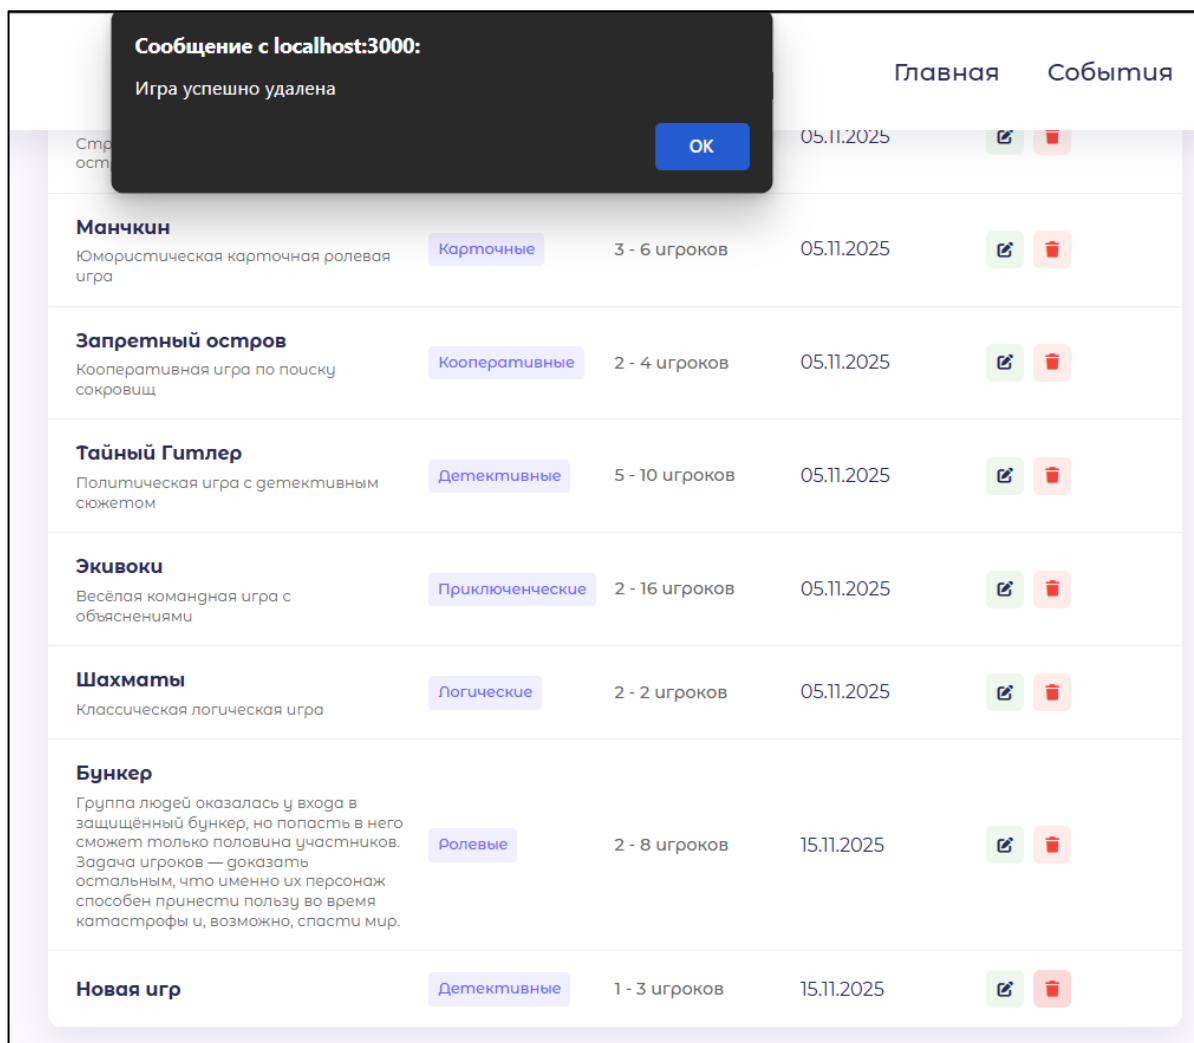 Сообщение с localhost:3000:
Игра успешно удалена
OK
Главная События
05.11.2025
Манчкин
Юмористическая карточная ролевая
игра
Карточные
3 - 6 игроков
05.11.2025
Запретный остров
Кооперативная игра по поиску
сокровищ
Кооперативные
2 - 4 игроков
05.11.2025
Тайный Гитлер
Политическая игра с детективным
сюжетом
Детективные
5 - 10 игроков
05.11.2025
Экивоки
Весёлая командная игра с
объяснениями
Приключенческие
2 - 16 игроков
05.11.2025
Шахматы
Классическая логическая игра
Логические
2 - 2 игроков
05.11.2025
Бункер
Группа людей оказалась у входа в
защищённый бункер, но попасть в него
сможет только половина участников.
Задача игроков — доказать
остальным, что именно их персонаж
способен принести пользу во время
катастрофы и, возможно, спасти мир.
Ролевые
2 - 8 игроков
15.11.2025
Новая игр
Детективные
1 - 3 игроков
15.11.2025